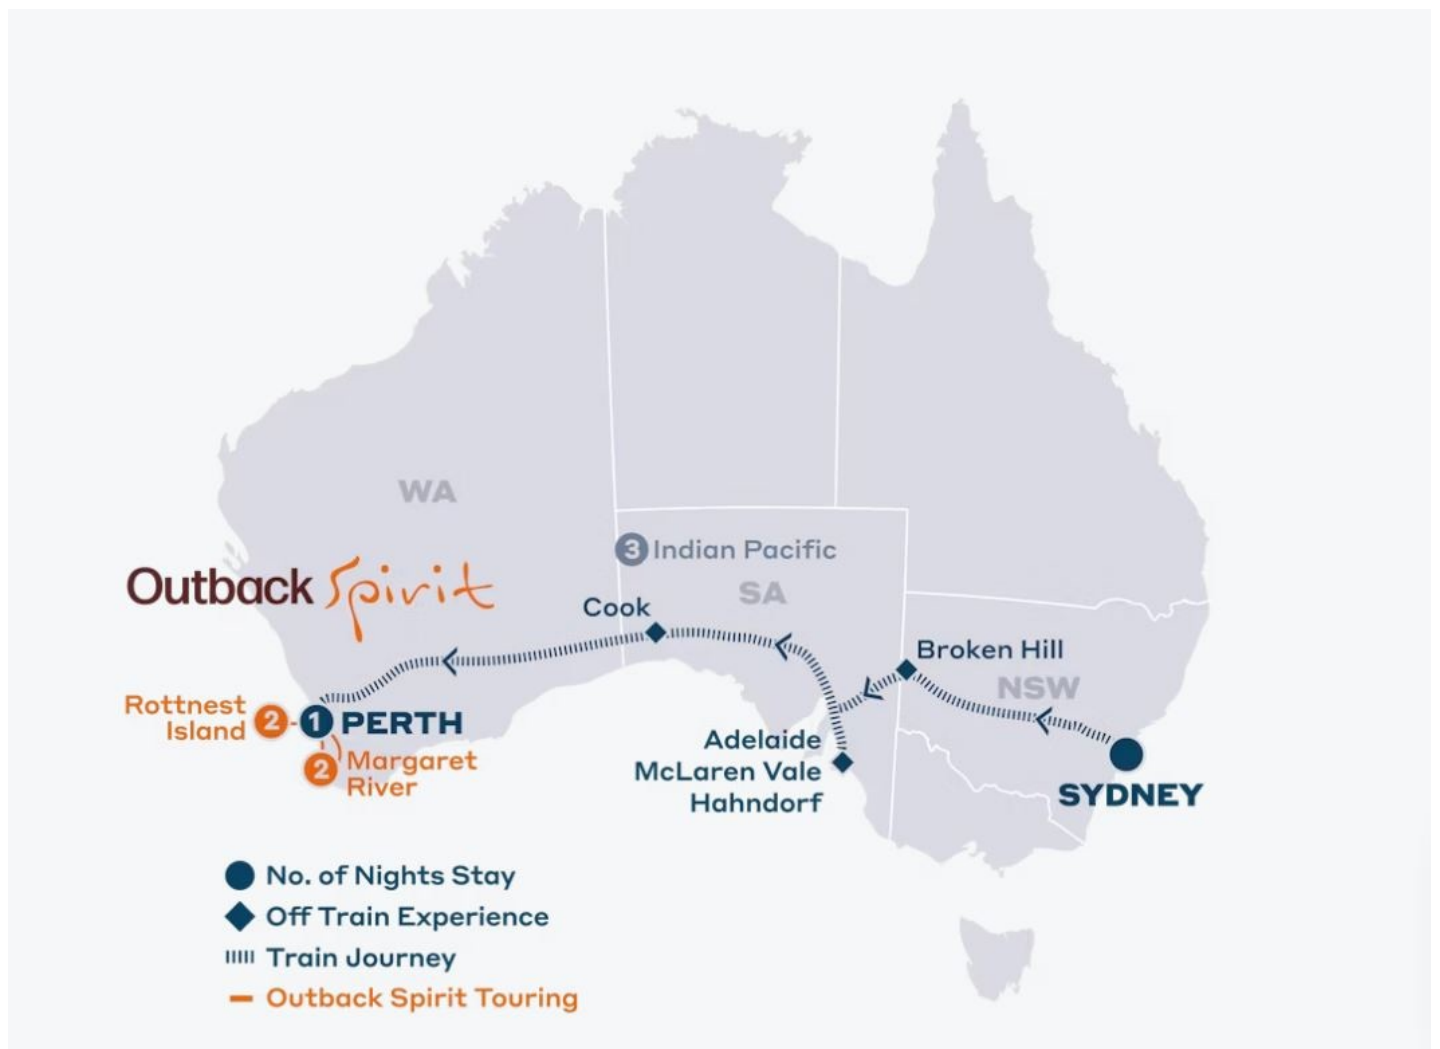 WA
3 Indian Pacific
Outback Spirit
SA
Cook
Broken Hill
NSW
Rottnest
Island
2
1 PERTH
2
Margaret
River
Adelaide
McLaren Vale
Hahndorf
SYDNEY
No. of Nights Stay
Off Train Experience
Train Journey
Outback Spirit Touring